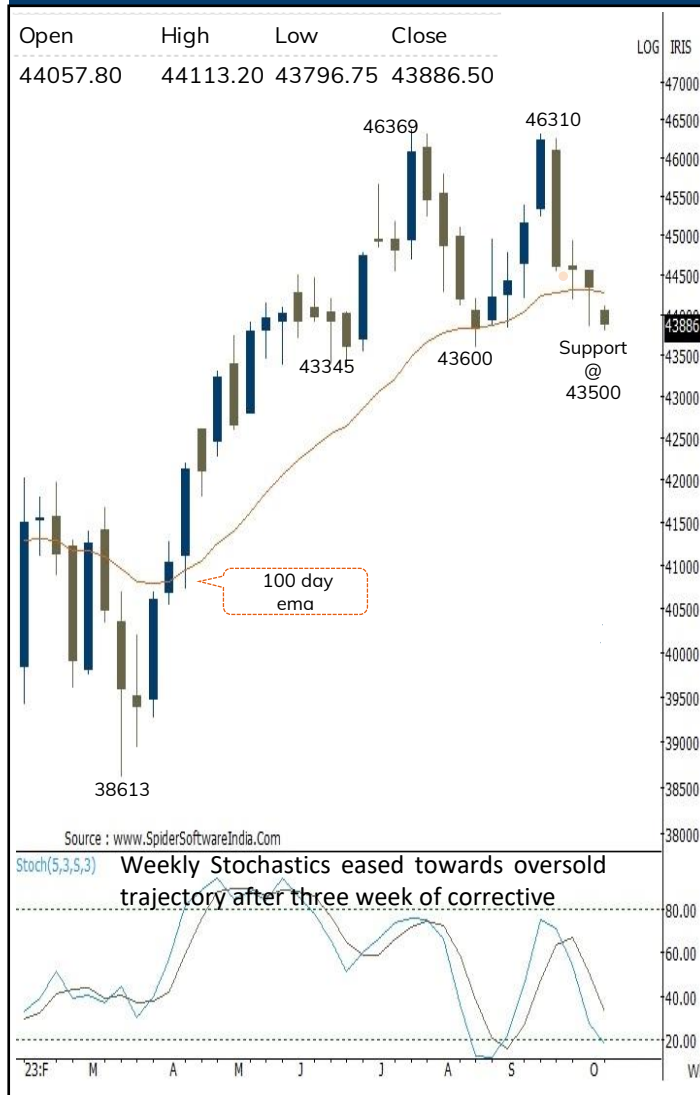 Open High Low Close
44057.80 44113.20 43796.75 43886.50
LOG IRIS
47000
46369
46310
46500
46000
45500
45000
44500
43886
43345
43600
Support
@
43500
43500
43000
42500
42000
41500
41000
100 day
ema
40500
40000
39500
39000
38613
38500
38000
Source : www.SpiderSoftwareIndia.Com
Stoch(5,3,S,3)
Weekly Stochastics eased towards oversold
trajectory after three week of corrective
80.00
60.00
40.00
20.00
23:F M A M J J A S O W